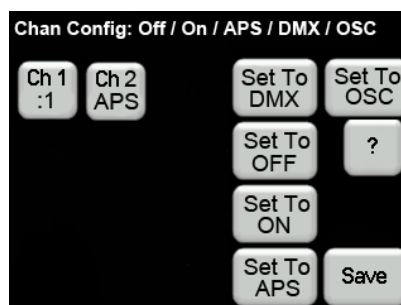 Chan Config: Off / On / APS / DMX / OSC
Ch 1
:1
Ch 2
APS
Set To
DMX
Set To
OSC
Set To
OFF
?
Set To
ON
Set To
APS
Save